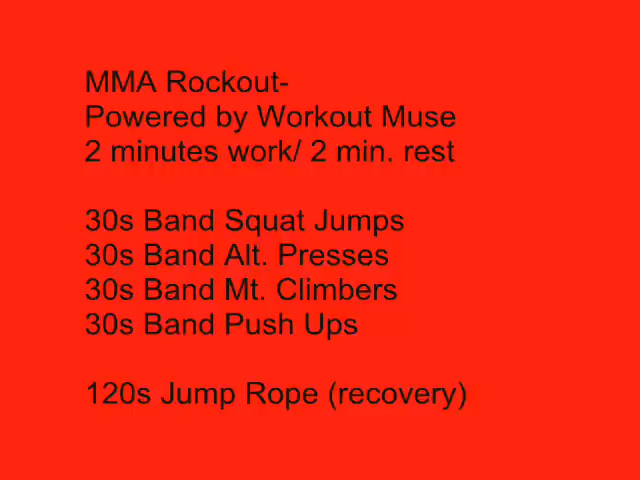 MMA Rockout-
Powered by Workout Muse
2 minutes work/ 2 min. rest
30s Band Squat Jumps
30s Band Alt. Presses
30s Band Mt. Climbers
30s Band Push Ups
120s Jump Rope (recovery)